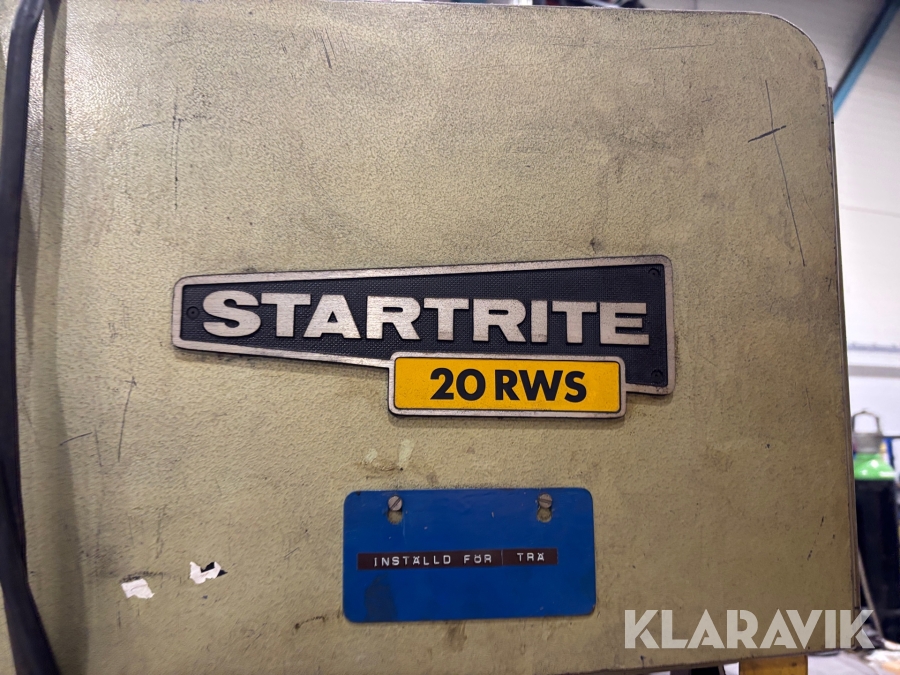 STARTRITE
20 RWS
INSTÄLLD FÖR TRÄ
KLARAVIK